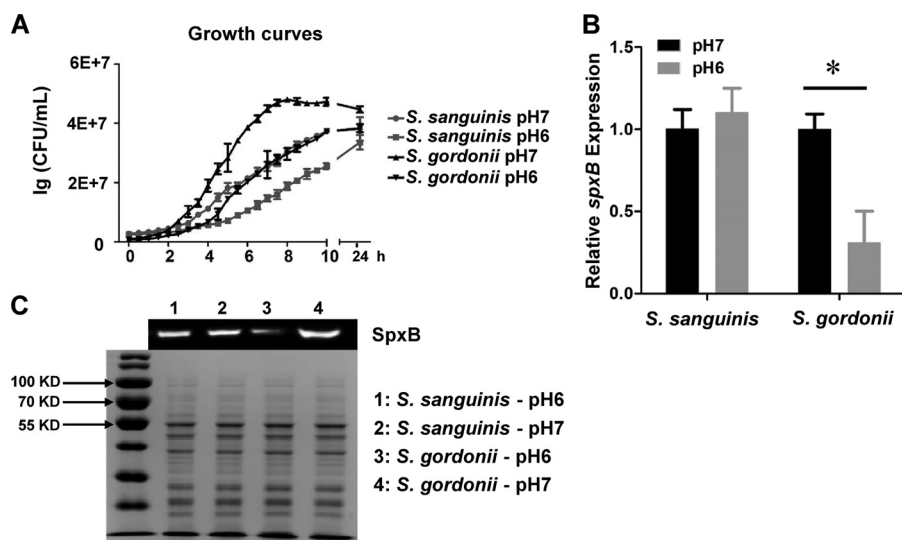 A
Growth curves
6E+7
4E+7
2E+7
0
lg (CFU/mL)
0 2 4 6 8 10 24 h
S. sanguinis pH7
S. sanguinis pH6
S. gordonii pH7
S. gordonii pH6
B
pH7
pH6
*
1.5
1.0
0.5
0.0
Relative spxB Expression
S. sanguinis
S. gordonii
C
1 2 3 4
SpxB
100 KD
70 KD
55 KD
1: S. sanguinis - pH6
2: S. sanguinis - pH7
3: S. gordonii - pH6
4: S. gordonii - pH7